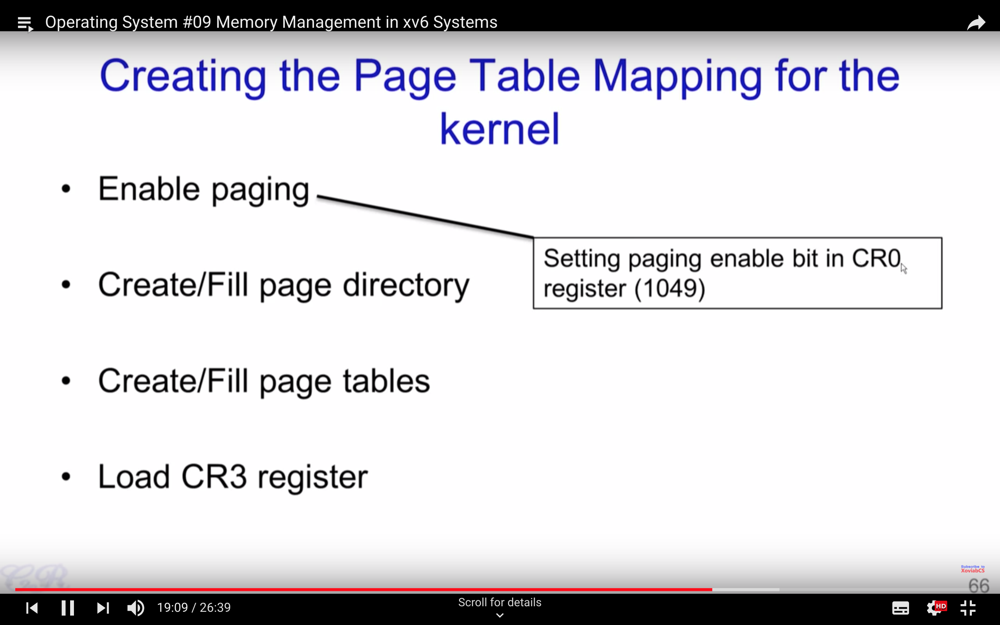 Operating System #09 Memory Management in xv6 Systems
Creating the Page Table Mapping for the
kernel
• Enable paging
Setting paging enable bit in CR0
register (1049)
• Create/Fill page directory
• Create/Fill page tables
• Load CR3 register
Subscribe to
XoviabCS
66
19:09 / 26:39
Scroll for details
HD